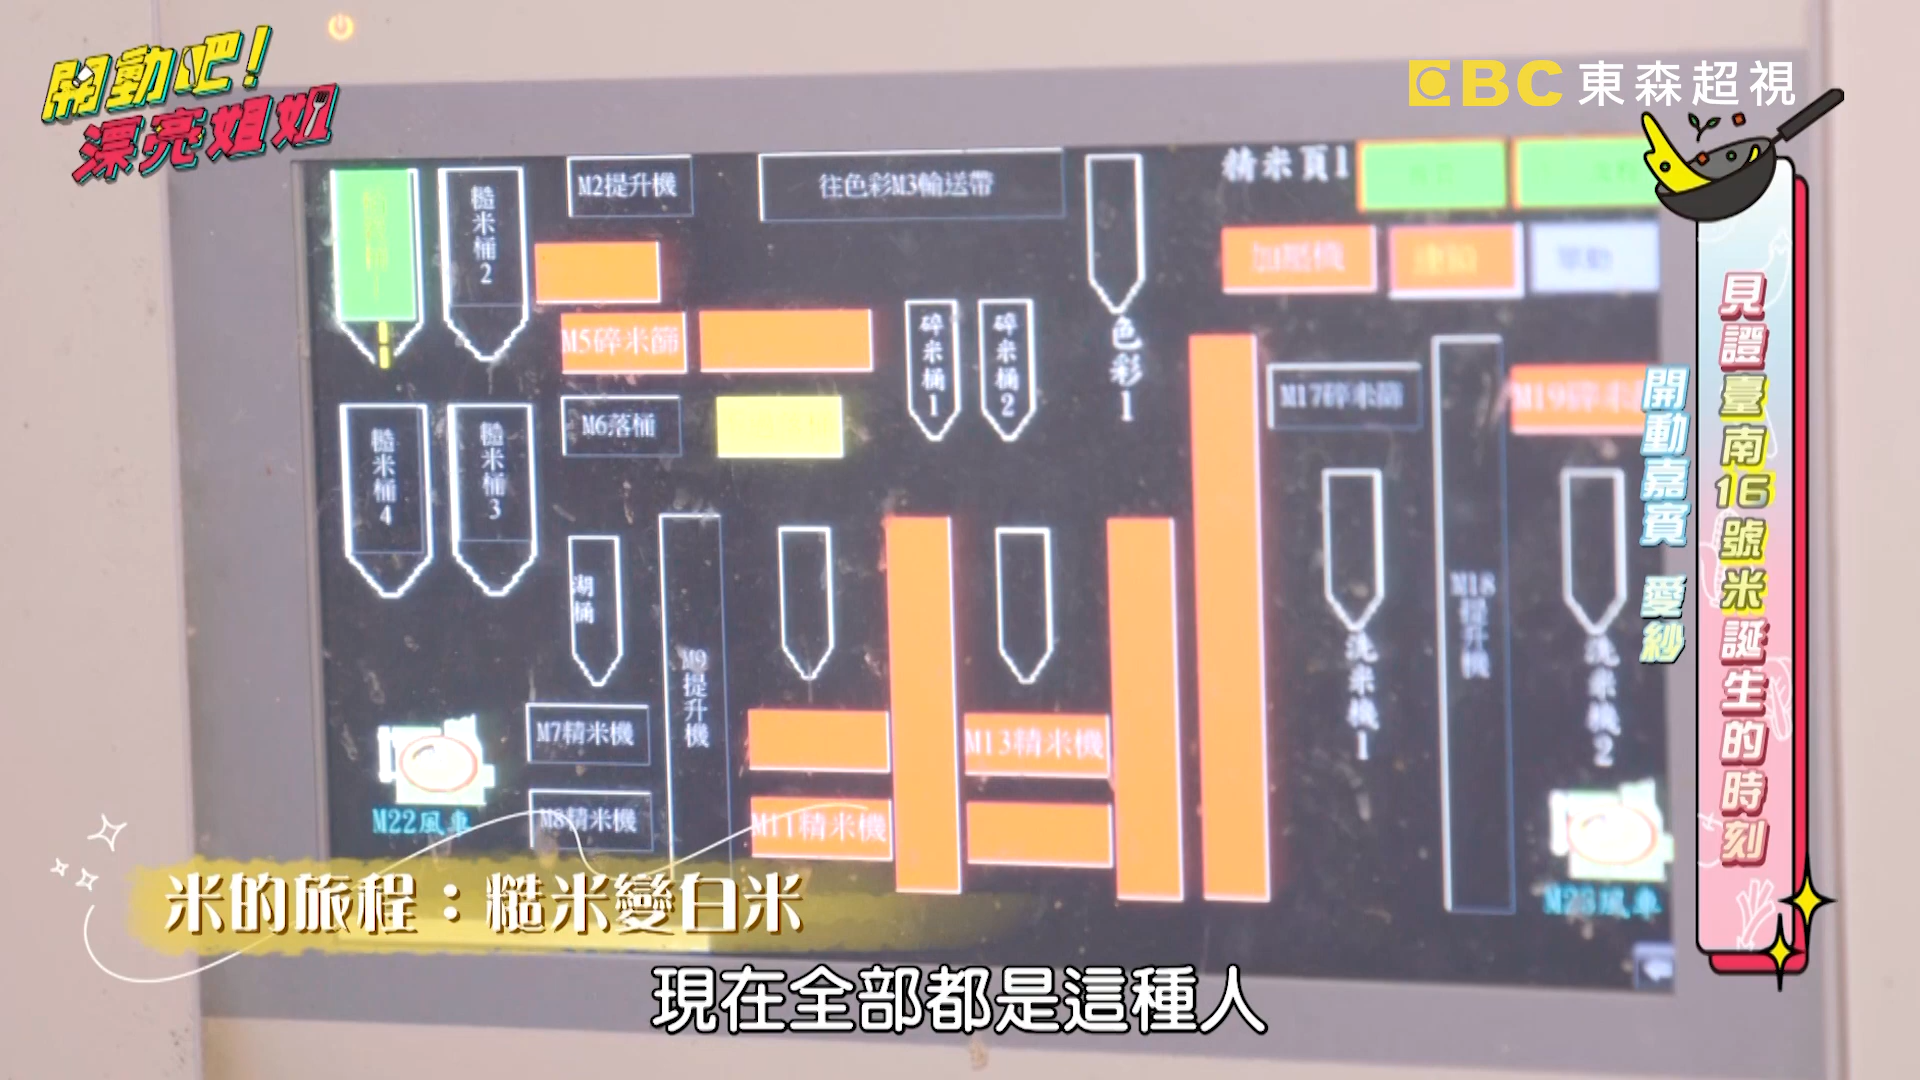 開動吧!
漂亮姐姐
EBC 東森超視
見證臺南16號米誕生的時刻
開動嘉賓 愛紗
精米頁1
糙米桶2
M2提升機
往色彩M3輸送帶
加壓機
M5碎米篩
碎米桶1
碎米桶2
色彩1
M17碎米篩
糙米桶4
糙米桶3
M6落桶
湖桶
M9提升機
M18提升機
洗米機1
洗米機2
M7精米機
M13精米機
M22風車
M8精米機
M11精米機
M23風車
米的旅程：糙米變白米
現在全部都是這種人